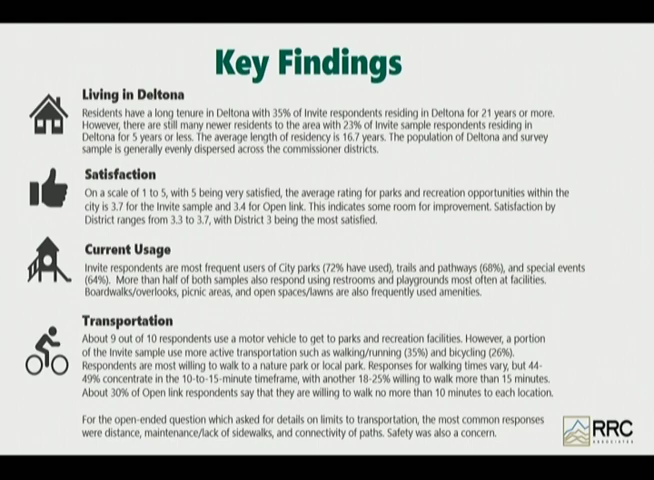 Key Findings
Living in Deltona
Residents have a long tenure in Deltona with 35% of Invite respondents residing in Deltona for 21 years or more.
However, there are still many newer residents to the area with 23% of Invite sample respondents residing in
Deltona for 5 years or less. The average length of residency is 16.7 years. The population of Deltona and survey
sample is generally evenly dispersed across the commissioner districts.
Satisfaction
On a scale of 1 to 5, with 5 being very satisfied, the average rating for parks and recreation opportunities within the
city is 3.7 for the Invite sample and 3.4 for Open link. This indicates some room for improvement. Satisfaction by
District ranges from 3.3 to 3.7, with District 3 being the most satisfied.
Current Usage
Invite respondents are most frequent users of City parks (72% have used), trails and pathways (68%), and special events
(64%). More than half of both samples also respond using restrooms and playgrounds most often at facilities.
Boardwalks/overlooks, picnic areas, and open spaces/lawns are also frequently used amenities.
Transportation
About 9 out of 10 respondents use a motor vehicle to get to parks and recreation facilities. However, a portion
of the Invite sample use more active transportation such as walking/running (35%) and bicycling (26%).
Respondents are most willing to walk to a nature park or local park. Responses for walking times vary, but 44-
49% concentrate in the 10-to-15-minute timeframe, with another 18-25% willing to walk more than 15 minutes.
About 30% of Open link respondents say that they are willing to walk no more than 10 minutes to each location.
For the open-ended question which asked for details on limits to transportation, the most common responses
were distance, maintenance/lack of sidewalks, and connectivity of paths. Safety was also a concern.
RRC
ASSOCIATES